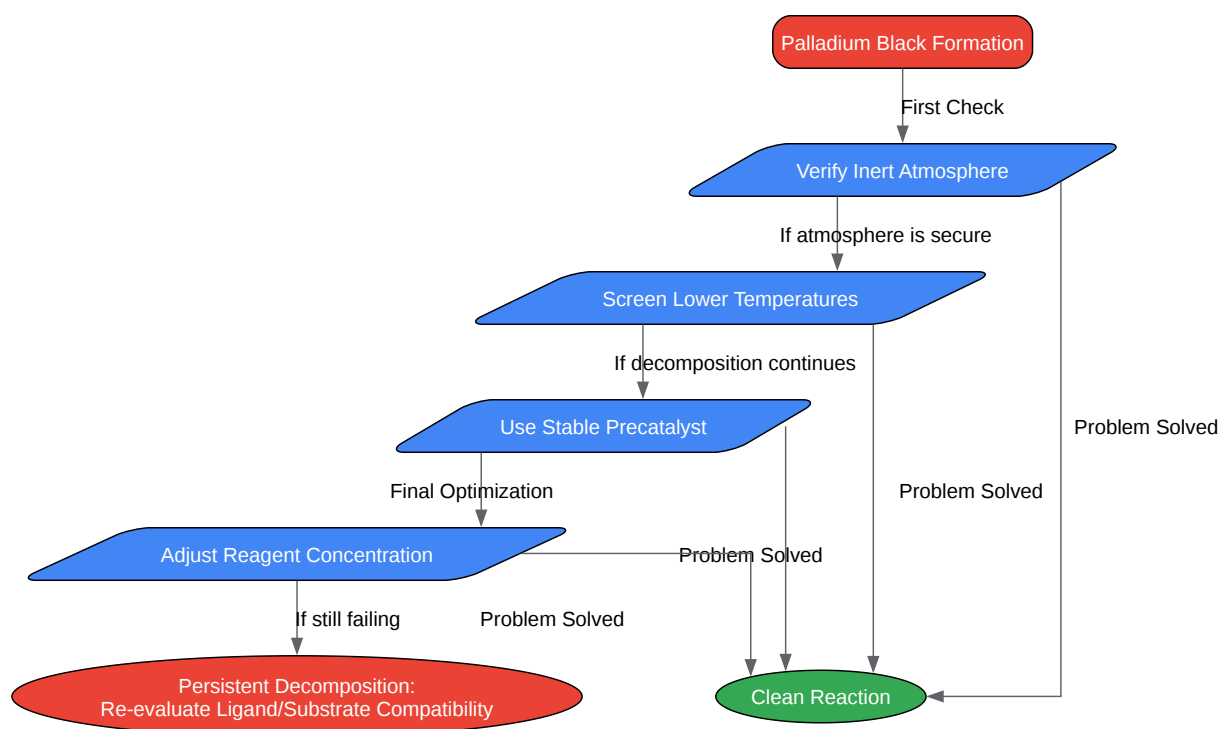 Palladium Black Formation
First Check
Verify Inert Atmosphere
If atmosphere is secure
Screen Lower Temperatures
If decomposition continues
Use Stable Precatalyst
Problem Solved
Final Optimization
Problem Solved
Adjust Reagent Concentration
Problem Solved
If still failing
Problem Solved
Persistent Decomposition:
Re-evaluate Ligand/Substrate Compatibility
Clean Reaction